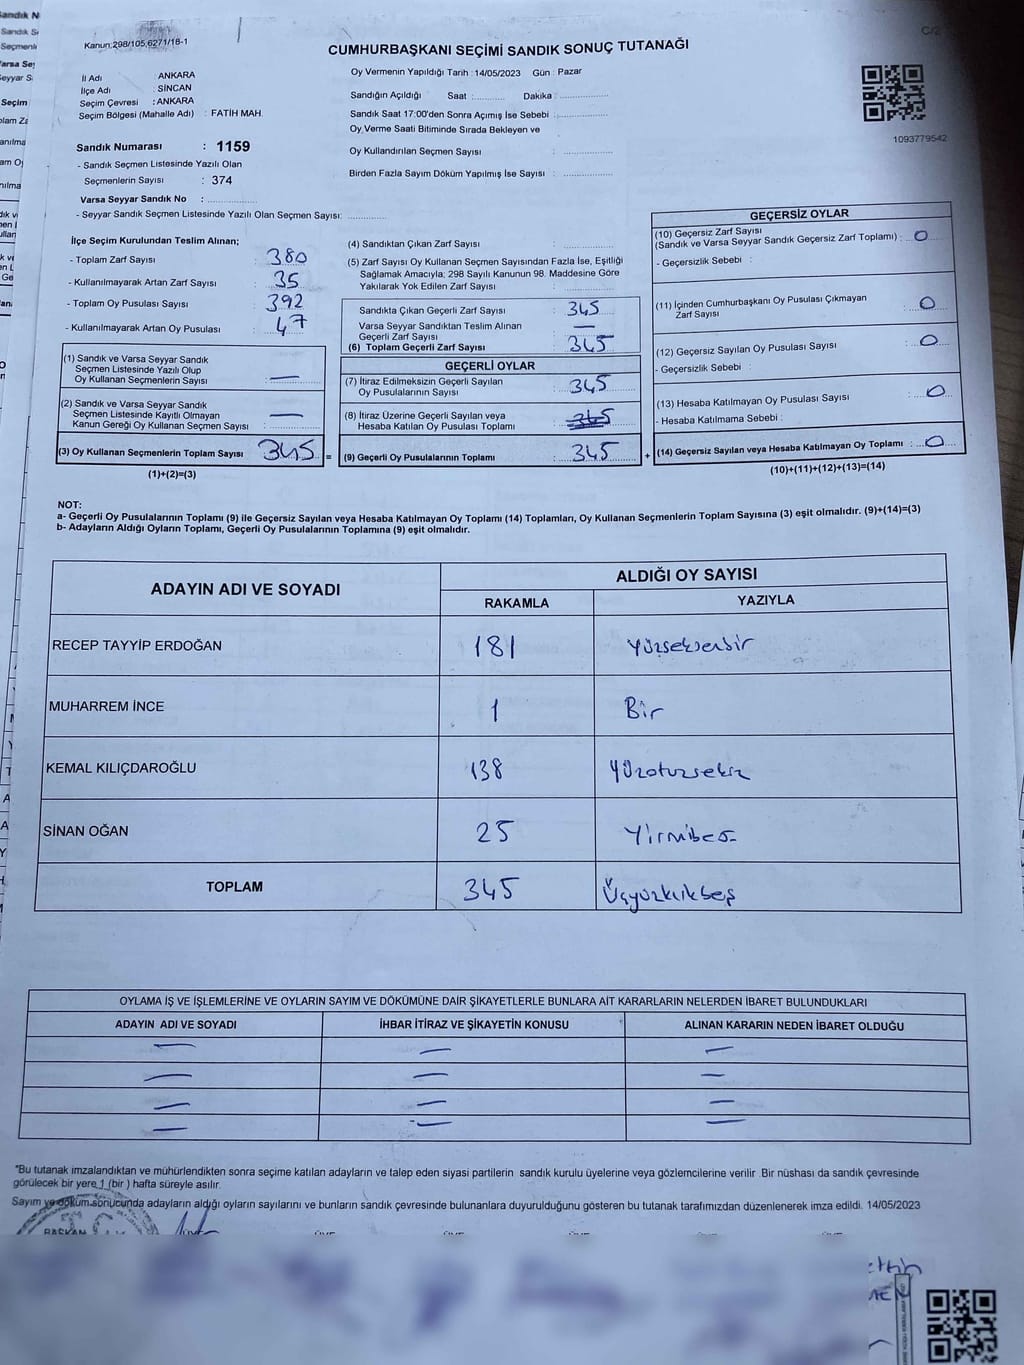 Kanun:298/105,6271/18-1
CUMHURBAŞKANI SEÇİMİ SANDIK SONUÇ TUTANAĞI
C/2
İl Adı : ANKARA
İlçe Adı : SİNCAN
Seçim Çevresi : ANKARA
Seçim Bölgesi (Mahalle Adı) : FATİH MAH.
Sandık Numarası : 1159
- Sandık Seçmen Listesinde Yazılı Olan
Seçmenlerin Sayısı : 374
Varsa Seyyar Sandık No :
- Seyyar Sandık Seçmen Listesinde Yazılı Olan Seçmen Sayısı:
Oy Vermenin Yapıldığı Tarih : 14/05/2023 Gün : Pazar
Sandığın Açıldığı Saat : Dakika :
Sandık Saat 17:00'den Sonra Açımış İse Sebebi :
Oy Verme Saati Bitiminde Sırada Bekleyen ve
Oy Kullandırılan Seçmen Sayısı :
Birden Fazla Sayım Döküm Yapılmış İse Sayısı :
1093779542
İlçe Seçim Kurulundan Teslim Alınan;
- Toplam Zarf Sayısı : 380
- Kullanılmayarak Artan Zarf Sayısı : 35
- Toplam Oy Pusulası Sayısı : 392
- Kullanılmayarak Artan Oy Pusulası : 47
(1) Sandık ve Varsa Seyyar Sandık
Seçmen Listesinde Yazılı Olup
Oy Kullanan Seçmenlerin Sayısı : —
(2) Sandık ve Varsa Seyyar Sandık
Seçmen Listesinde Kayıtlı Olmayan
Kanun Gereği Oy Kullanan Seçmen Sayısı : —
(3) Oy Kullanan Seçmenlerin Toplam Sayısı 345 =
(1)+(2)=(3)
(4) Sandıktan Çıkan Zarf Sayısı :
(5) Zarf Sayısı Oy Kullanan Seçmen Sayısından Fazla İse, Eşitliği
Sağlamak Amacıyla; 298 Sayılı Kanunun 98. Maddesine Göre
Yakılarak Yok Edilen Zarf Sayısı :
Sandıkta Çıkan Geçerli Zarf Sayısı : 345
Varsa Seyyar Sandıktan Teslim Alınan
Geçerli Zarf Sayısı : —
(6) Toplam Geçerli Zarf Sayısı : 345
GEÇERLİ OYLAR
(7) İtiraz Edilmeksizin Geçerli Sayılan
Oy Pusulalarının Sayısı : 345
(8) İtiraz Üzerine Geçerli Sayılan veya
Hesaba Katılan Oy Pusulası Toplamı : 345
(9) Geçerli Oy Pusulalarının Toplamı : 345 +
GEÇERSİZ OYLAR
(10) Geçersiz Zarf Sayısı
(Sandık ve Varsa Seyyar Sandık Geçersiz Zarf Toplamı) : 0
- Geçersizlik Sebebi :
(11) İçinden Cumhurbaşkanı Oy Pusulası Çıkmayan
Zarf Sayısı : 0
(12) Geçersiz Sayılan Oy Pusulası Sayısı : 0
- Geçersizlik Sebebi :
(13) Hesaba Katılmayan Oy Pusulası Sayısı : 0
- Hesaba Katılmama Sebebi :
(14) Geçersiz Sayılan veya Hesaba Katılmayan Oy Toplamı : 0
(10)+(11)+(12)+(13)=(14)
NOT:
a- Geçerli Oy Pusulalarının Toplamı (9) ile Geçersiz Sayılan veya Hesaba Katılmayan Oy Toplamı (14) Toplamları, Oy Kullanan Seçmenlerin Toplam Sayısına (3) eşit olmalıdır. (9)+(14)=(3)
b- Adayların Aldığı Oyların Toplamı, Geçerli Oy Pusulalarının Toplamına (9) eşit olmalıdır.
ADAYIN ADI VE SOYADI
ALDIĞI OY SAYISI
RAKAMLA YAZIYLA
RECEP TAYYİP ERDOĞAN 181 Yüzseksenbir
MUHARREM İNCE 1 Bir
KEMAL KILIÇDAROĞLU 138 Yüzotuzsekiz
SİNAN OĞAN 25 Yirmibeş
TOPLAM 345 Üçyüzkırkbeş
OYLAMA İŞ VE İŞLEMLERİNE VE OYLARIN SAYIM VE DÖKÜMÜNE DAİR ŞİKAYETLERLE BUNLARA AİT KARARLARIN NELERDEN İBARET BULUNDUKLARI
ADAYIN ADI VE SOYADI İHBAR İTİRAZ VE ŞİKAYETİN KONUSU ALINAN KARARIN NEDEN İBARET OLDUĞU
— — —
— — —
— — —
— — —
*Bu tutanak imzalandıktan ve mühürlendikten sonra seçime katılan adayların ve talep eden siyasi partilerin sandık kurulu üyelerine veya gözlemcilerine verilir. Bir nüshası da sandık çevresinde
görülecek bir yere 1 (bir ) hafta süreyle asılır.
Sayım ve döküm sonucunda adayların aldığı oyların sayılarını ve bunların sandık çevresinde bulunanlara duyurulduğunu gösteren bu tutanak tarafımızdan düzenlenerek imza edildi. 14/05/2023
T.C.
BAŞKAN